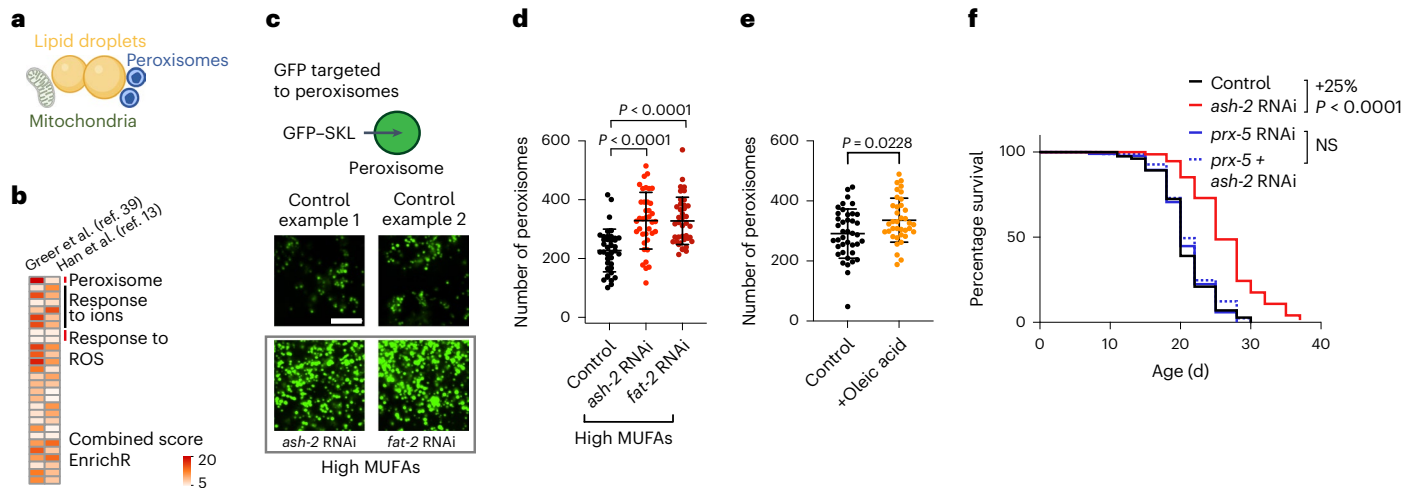 a
Lipid droplets
Peroxisomes
Mitochondria
b
Greer et al. (ref. 39)
Han et al. (ref. 13)
Peroxisome
Response
to ions
Response to
ROS
Combined score
EnrichR
20
5
c
GFP targeted
to peroxisomes
GFP–SKL
Peroxisome
Control
example 1
Control
example 2
ash-2 RNAi
fat-2 RNAi
High MUFAs
d
P < 0.0001
P < 0.0001
Number of peroxisomes
600
400
200
0
Control
ash-2 RNAi
fat-2 RNAi
High MUFAs
e
P = 0.0228
Number of peroxisomes
600
400
200
0
Control
+Oleic acid
f
Control
ash-2 RNAi
+25%
P < 0.0001
prx-5 RNAi
prx-5 +
ash-2 RNAi
NS
Percentage survival
100
50
0
0
10
20
30
40
Age (d)